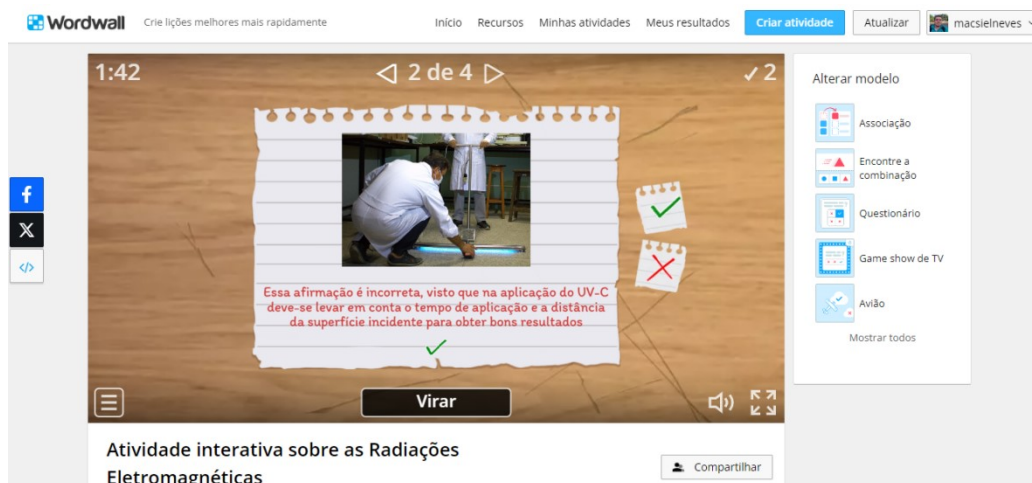 Wordwall
Crie lições melhores mais rapidamente
Início Recursos Minhas atividades Meus resultados Criar atividade Atualizar macsielneves
1:42
2 de 4
2
Essa afirmação é incorreta, visto que na aplicação do UV-C
deve-se levar em conta o tempo de aplicação e a distância
da superfície incidente para obter bons resultados
Virar
Alterar modelo
Associação
Encontre a
combinação
Questionário
Game show de TV
Avião
Mostrar todos
Atividade interativa sobre as Radiações
Eletromagnéticas
Compartilhar